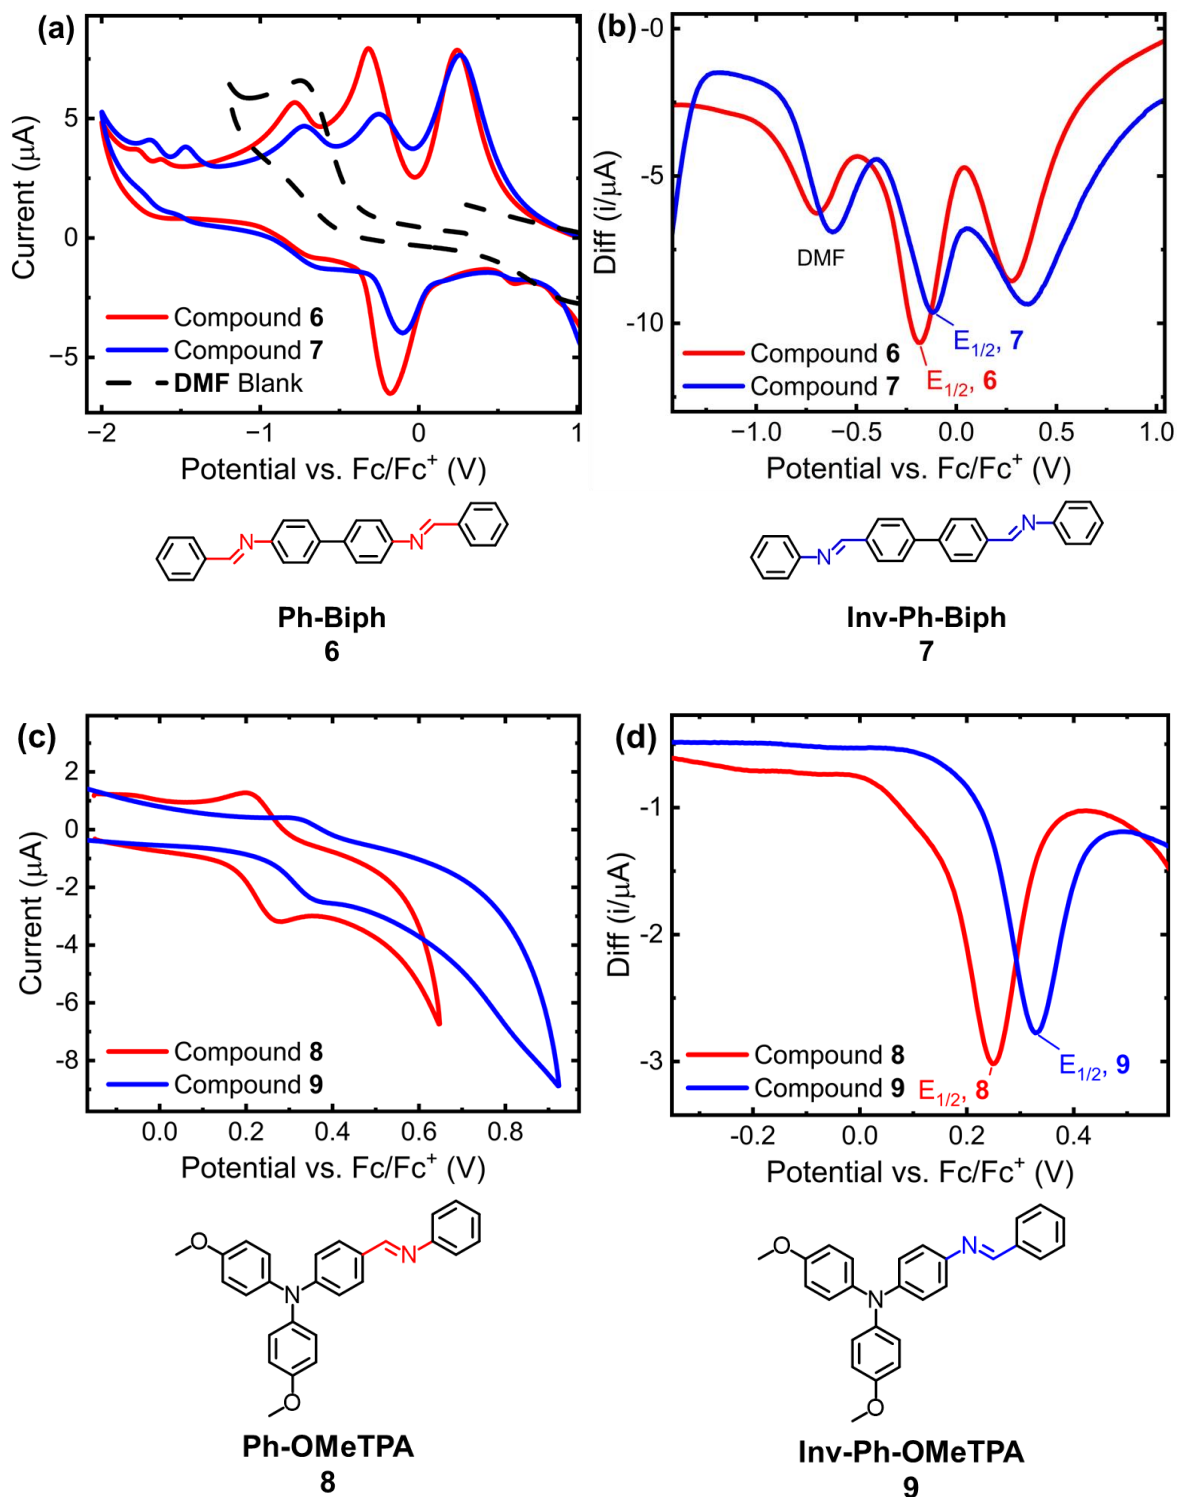 (a)
5
0
−5
Current (μA)
Compound 6
Compound 7
DMF Blank
−2
−1
0
1
Potential vs. Fc/Fc+ (V)
(b)
-0
-5
-10
Diff (i/μA)
DMF
E1/2, 7
E1/2, 6
Compound 6
Compound 7
−1.0
−0.5
0.0
0.5
1.0
Potential vs. Fc/Fc+ (V)
N
N
Ph-Biph
6
N
N
Inv-Ph-Biph
7
(c)
2
0
-2
-4
-6
-8
Current (μA)
Compound 8
Compound 9
0.0
0.2
0.4
0.6
0.8
Potential vs. Fc/Fc+ (V)
(d)
-1
-2
-3
Diff (i/μA)
Compound 8
Compound 9
E1/2, 8
E1/2, 9
-0.2
0.0
0.2
0.4
Potential vs. Fc/Fc+ (V)
O
N
N
O
Ph-OMeTPA
8
O
N
N
O
Inv-Ph-OMeTPA
9